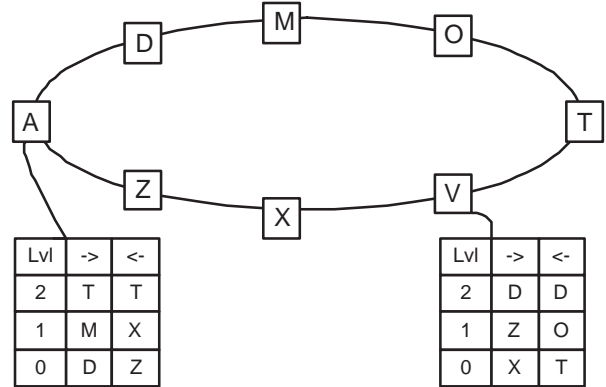 M
D
O
A
T
Z
V
X
Lvl -> <-
2 T T
1 M X
0 D Z
Lvl -> <-
2 D D
1 Z O
0 X T